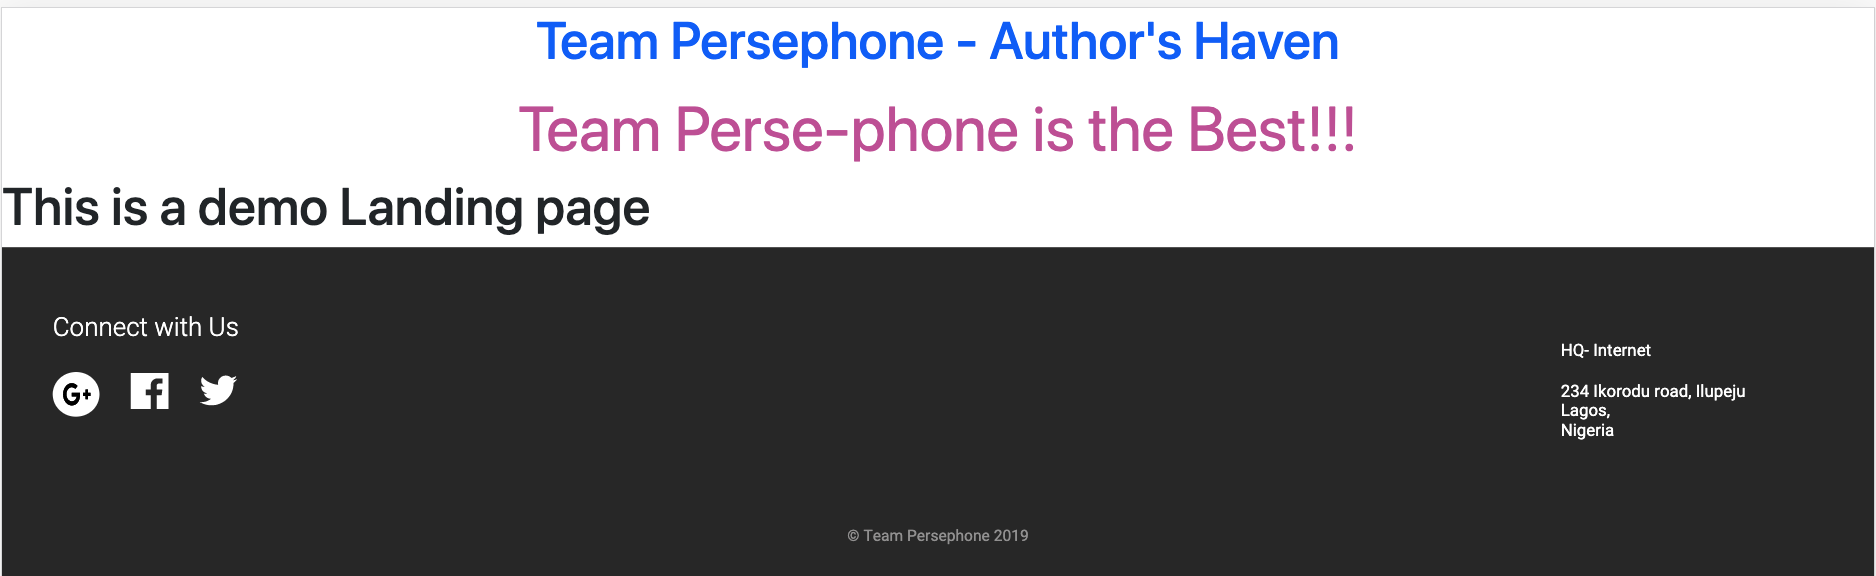 Team Persephone - Author's Haven
Team Perse-phone is the Best!!!
This is a demo Landing page
Connect with Us
G+
HQ- Internet
234 Ikorodu road, Ilupeju
Lagos,
Nigeria
© Team Persephone 2019